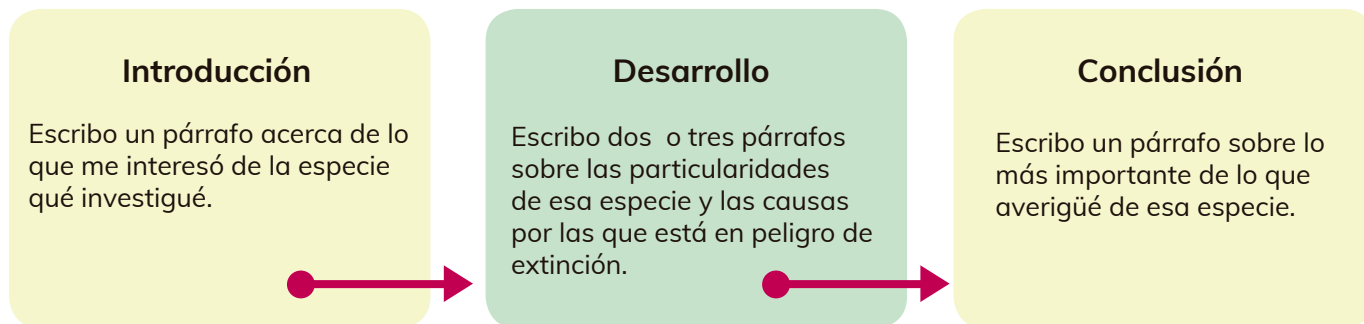 Introducción
Escribo un párrafo acerca de lo
que me interesó de la especie
qué investigué.
Desarrollo
Escribo dos  o tres párrafos
sobre las particularidades
de esa especie y las causas
por las que está en peligro de
extinción.
Conclusión
Escribo un párrafo sobre lo
más importante de lo que
averigüé de esa especie.